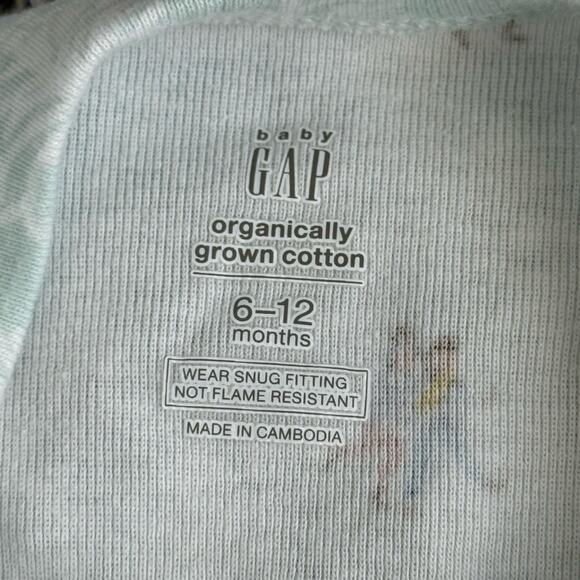 baby
GAP
organically
grown cotton
6–12
months
WEAR SNUG FITTING
NOT FLAME RESISTANT
MADE IN CAMBODIA